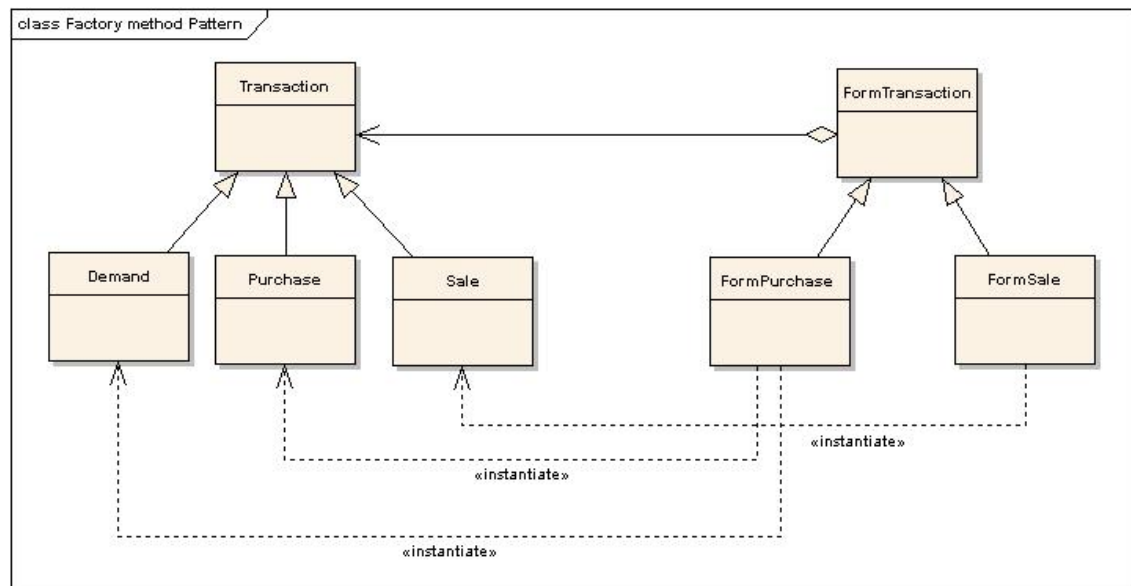 class Factory method Pattern
Transaction
FormTransaction
Demand
Purchase
Sale
FormPurchase
FormSale
«instantiate»
«instantiate»
«instantiate»